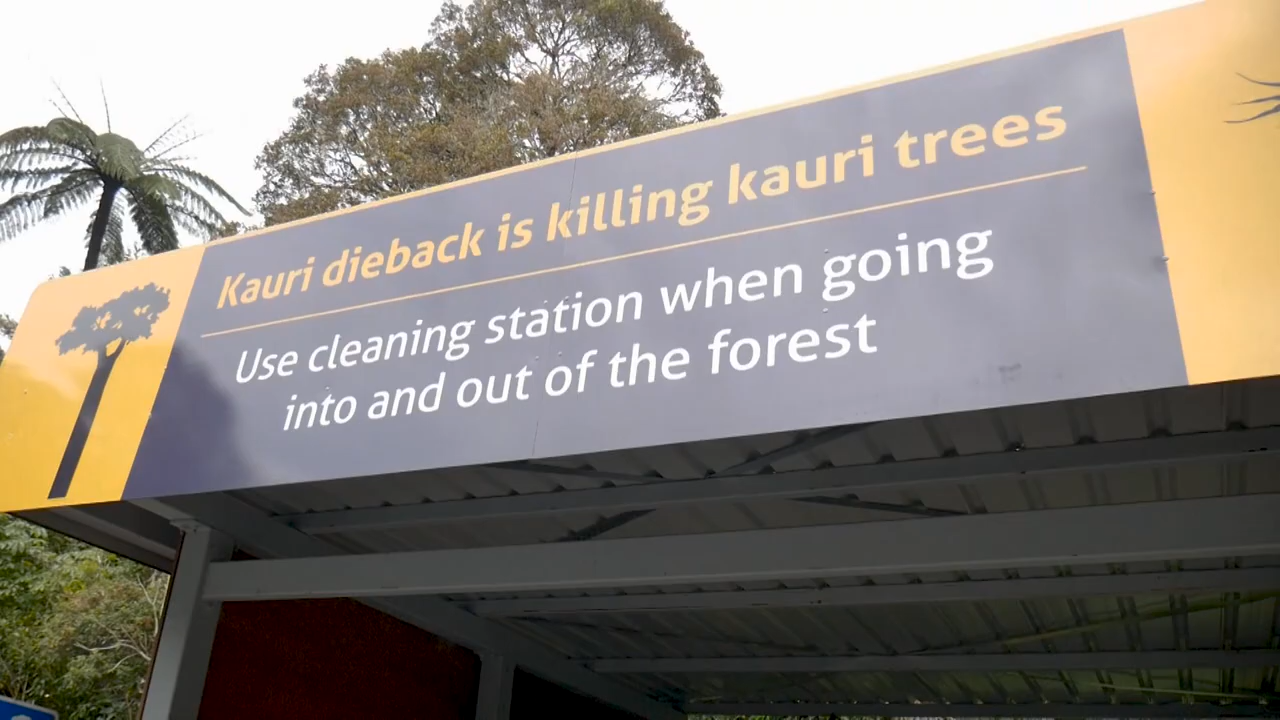 Kauri dieback is killing kauri trees
Use cleaning station when going
into and out of the forest